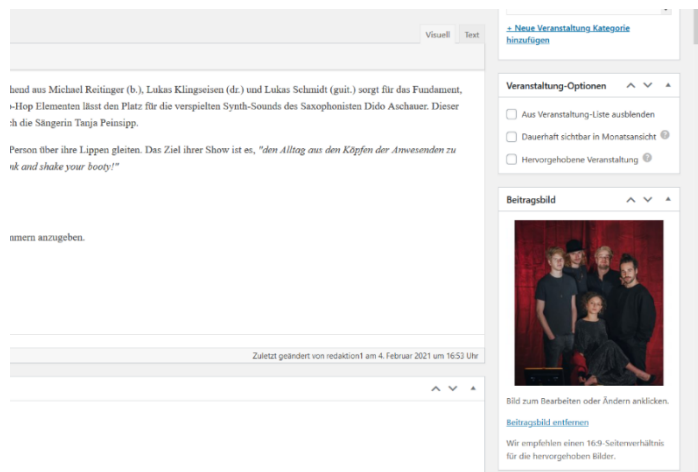 Visuell Text
hend aus Michael Reitinger (b.), Lukas Klingseisen (dr.) und Lukas Schmidt (guit.) sorgt für das Fundament,
-Hop Elementen lässt den Platz für die verspielten Synth-Sounds des Saxophonisten Dido Aschauer. Dieser
ch die Sängerin Tanja Peinsipp.
Person über ihre Lippen gleiten. Das Ziel ihrer Show ist es, "den Alltag aus den Köpfen der Anwesenden zu
nk and shake your booty!"
mmern anzugeben.
Zuletzt geändert von redaktion1 am 4. Februar 2021 um 16:53 Uhr
+ Neue Veranstaltung Kategorie
hinzufügen
Veranstaltung-Optionen
Aus Veranstaltung-Liste ausblenden
Dauerhaft sichtbar in Monatsansicht ?
Hervorgehobene Veranstaltung ?
Beitragsbild
Bild zum Bearbeiten oder Ändern anklicken.
Beitragsbild entfernen
Wir empfehlen einen 16:9-Seitenverhältnis
für die hervorgehoben Bilder.